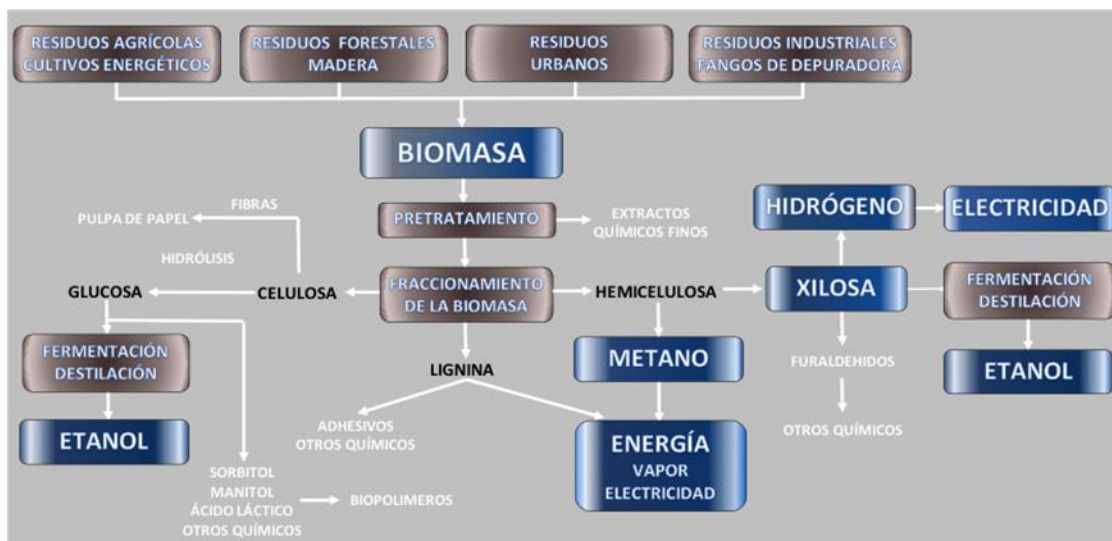 RESIDUOS AGRÍCOLAS
CULTIVOS ENERGÉTICOS
RESIDUOS FORESTALES
MADERA
RESIDUOS
URBANOS
RESIDUOS INDUSTRIALES
FANGOS DE DEPURADORA
BIOMASA
FIBRAS
PULPA DE PAPEL
PRETRATAMIENTO
EXTRACTOS
QUÍMICOS FINOS
HIDRÓGENO
ELECTRICIDAD
HIDRÓLISIS
GLUCOSA
CELULOSA
FRACCIONAMIENTO
DE LA BIOMASA
HEMICELULOSA
XILOSA
FERMENTACIÓN
DESTILACIÓN
FERMENTACIÓN
DESTILACIÓN
LIGNINA
METANO
FURALDEHIDOS
ETANOL
ETANOL
ADHESIVOS
OTROS QUÍMICOS
ENERGÍA
VAPOR
ELECTRICIDAD
OTROS QUÍMICOS
SORBITOL
MANITOL
ÁCIDO LÁCTICO
OTROS QUÍMICOS
BIOPOLIMEROS